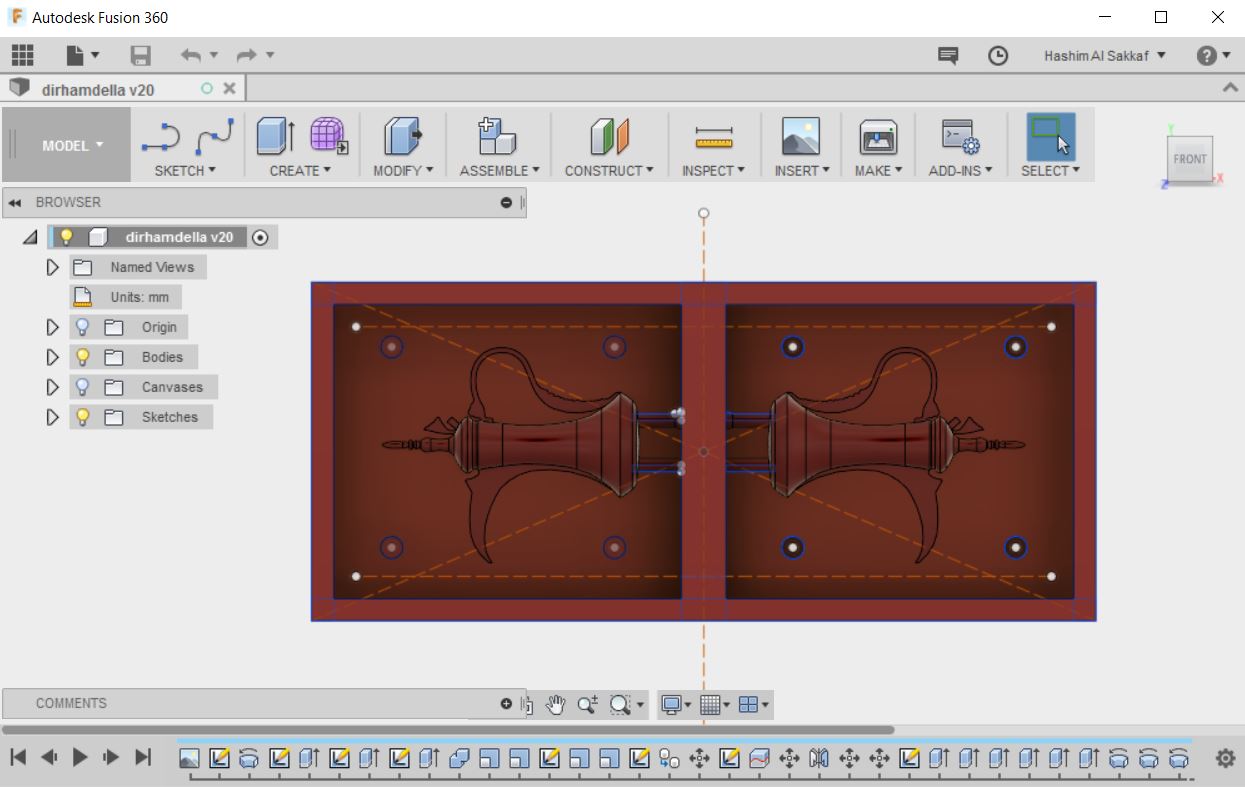 Autodesk Fusion 360
Hashim Al Sakkaf
dirhamdella v20
MODEL
SKETCH
CREATE
MODIFY
ASSEMBLE
CONSTRUCT
INSPECT
INSERT
MAKE
ADD-INS
SELECT
Y
FRONT
Z
X
BROWSER
dirhamdella v20
Named Views
Units: mm
Origin
Bodies
Canvases
Sketches
COMMENTS